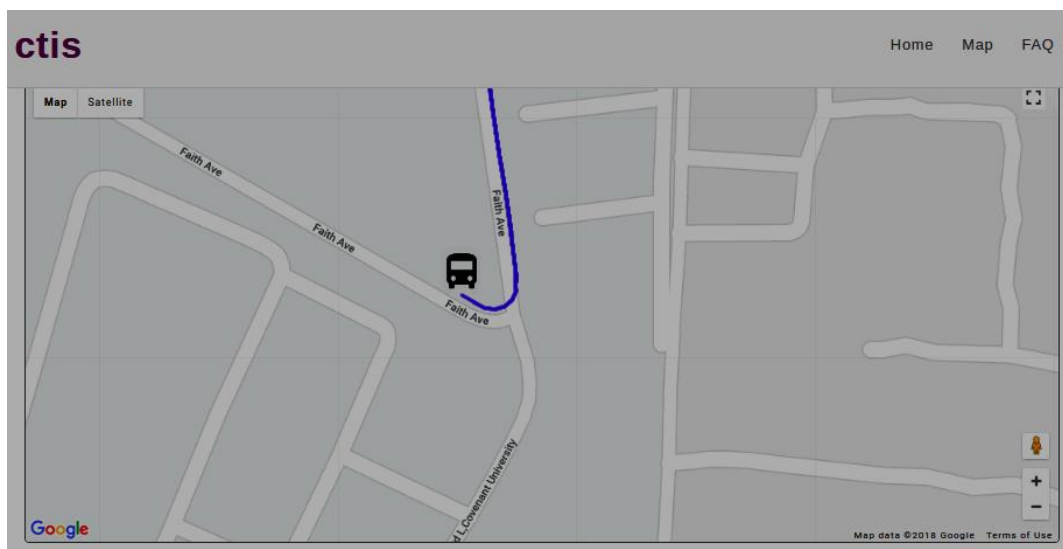 ctis
Home Map FAQ
Map Satellite
Faith Ave
Faith Ave
Faith Ave
Faith Ave
d L,Covenant University
+
−
Google
Map data ©2018 Google Terms of Use